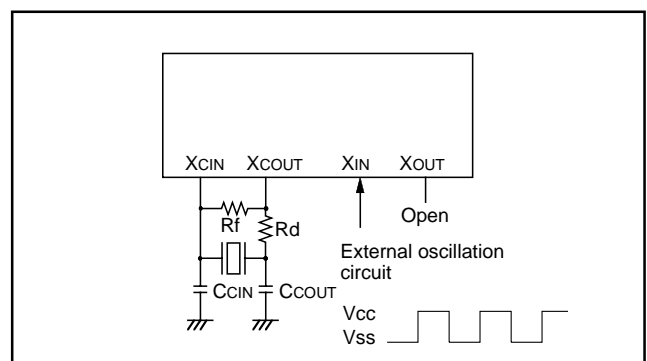 XCIN XCOUT XIN XOUT
Rf
Rd
Open
External oscillation
circuit
CCIN
CCOUT
Vcc
Vss